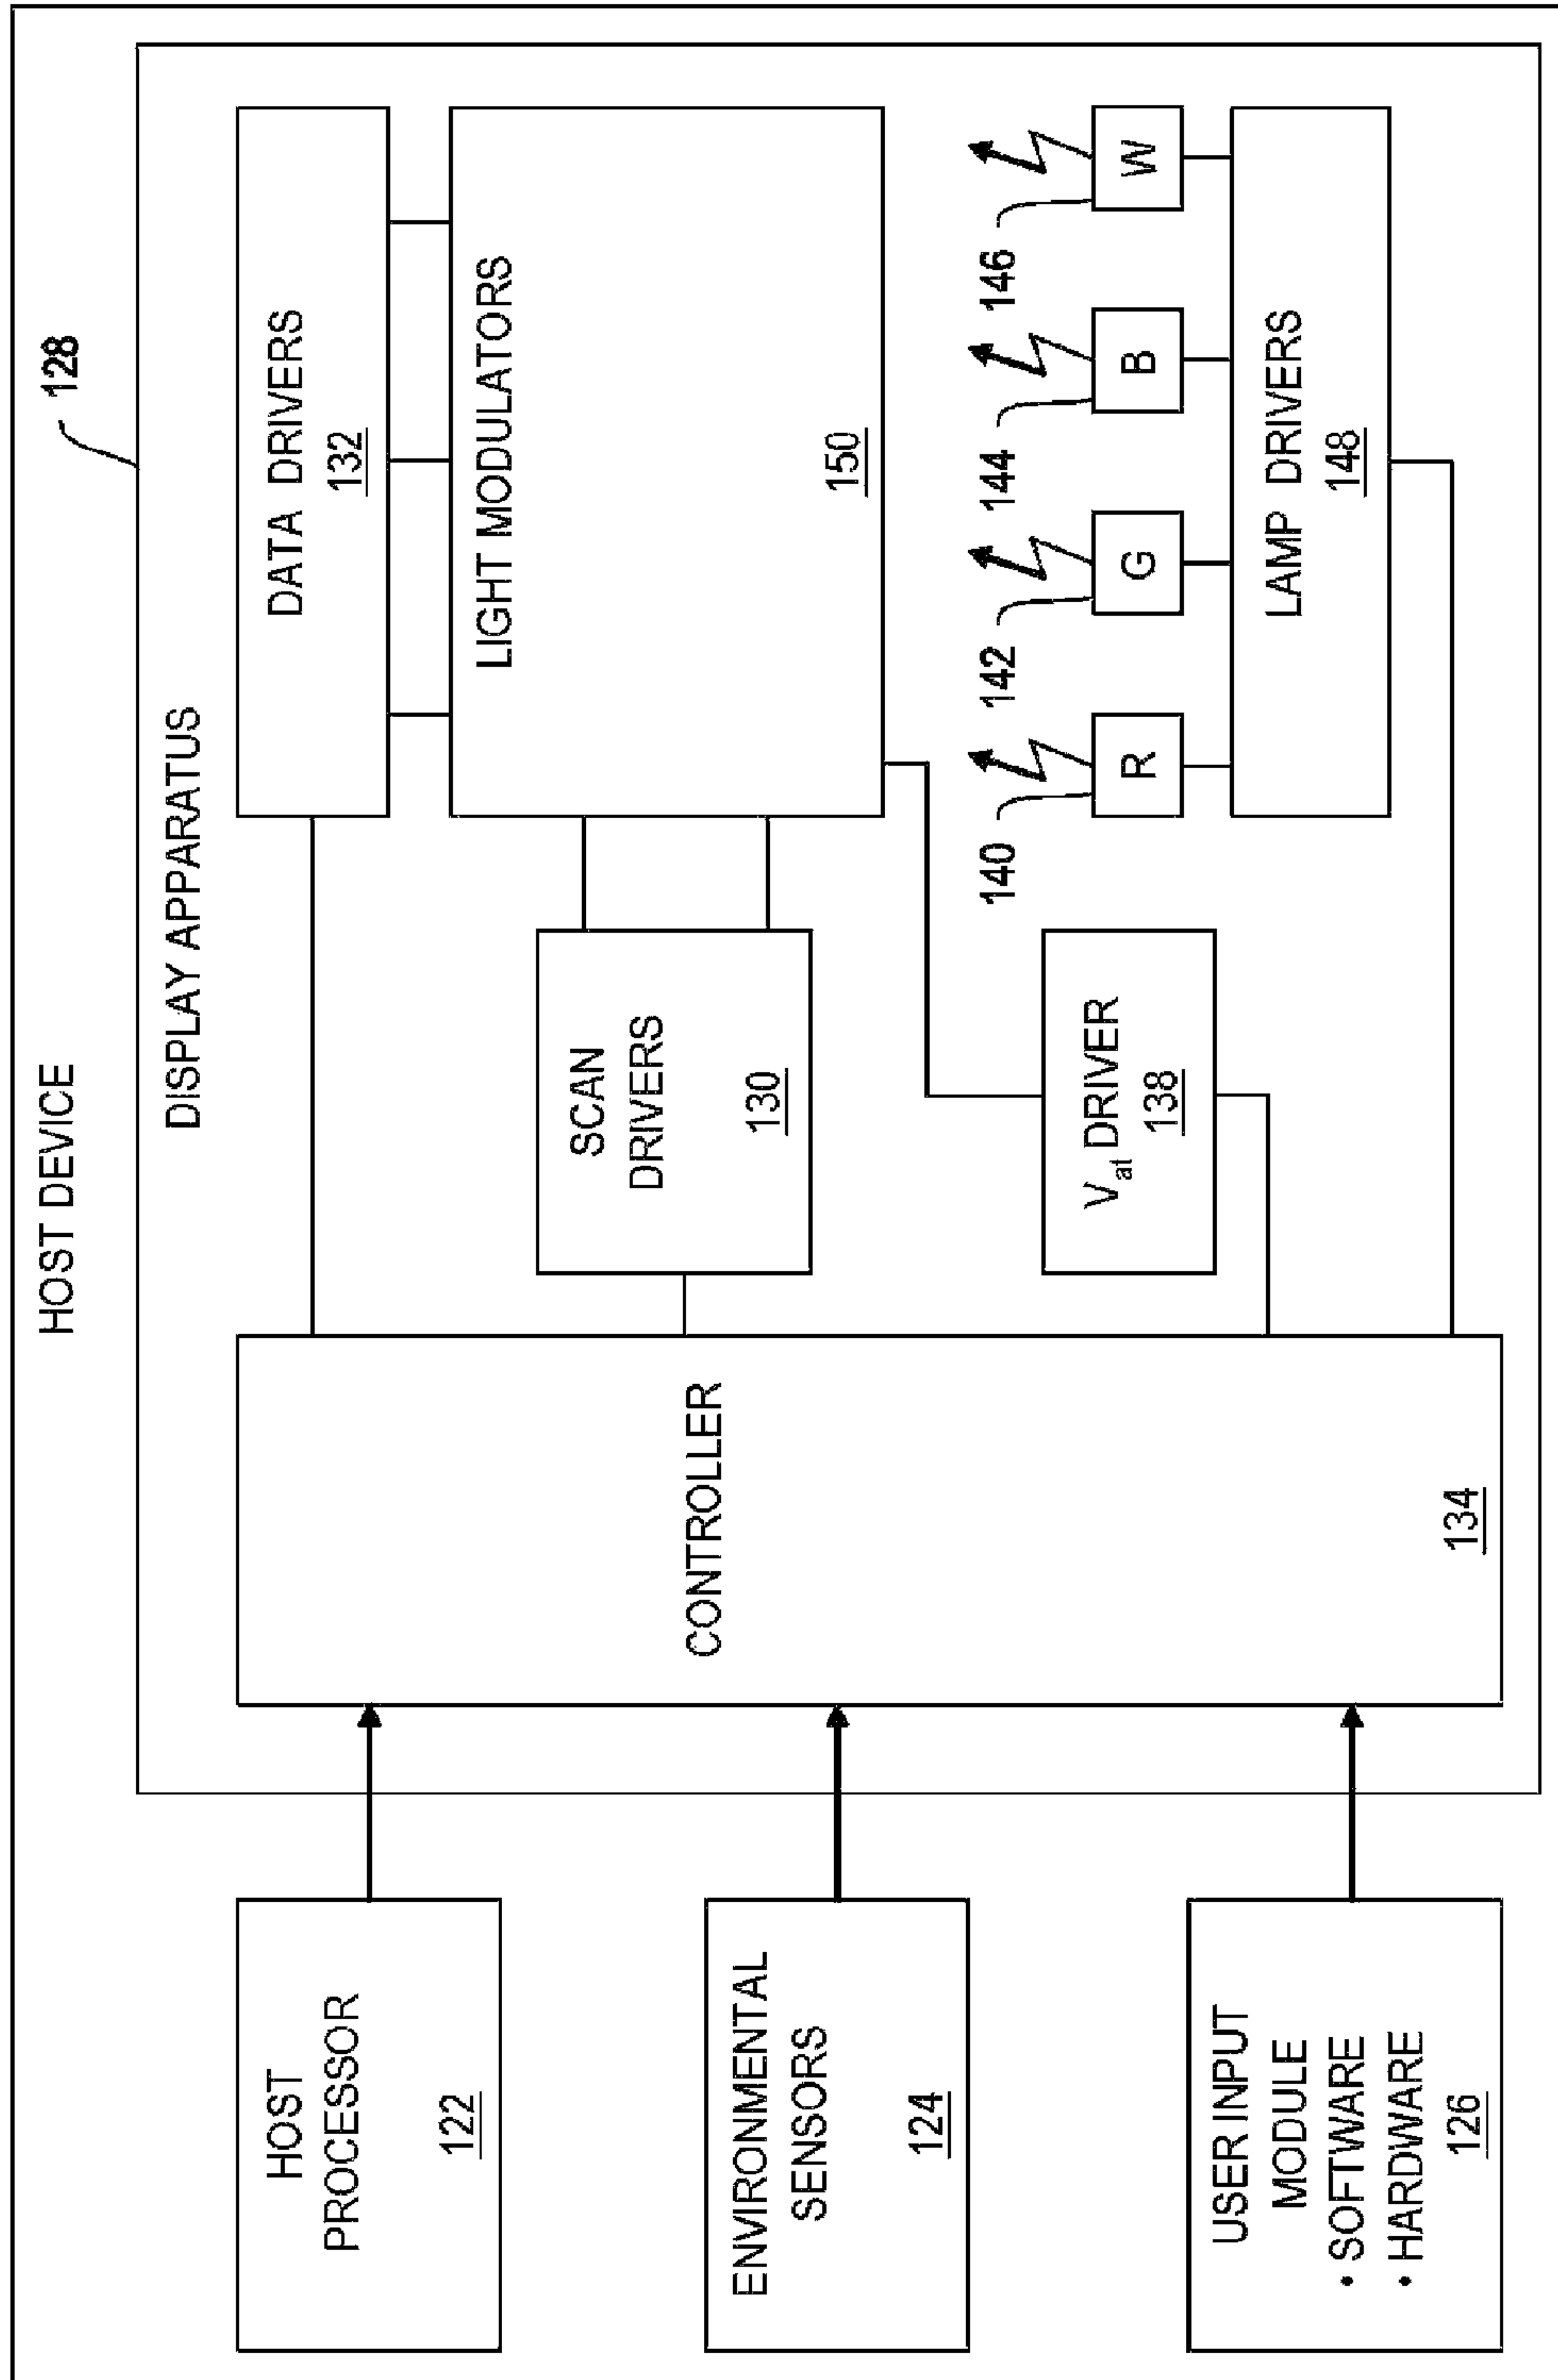 HOST DEVICE
128
DISPLAY APPARATUS
HOST
PROCESSOR
122
ENVIRONMENTAL
SENSORS
124
USER INPUT
MODULE
• SOFTWARE
• HARDWARE
126
CONTROLLER
134
SCAN
DRIVERS
130
Vat DRIVER
138
DATA DRIVERS
132
LIGHT MODULATORS
150
140
142
144
146
R
G
B
W
LAMP DRIVERS
148